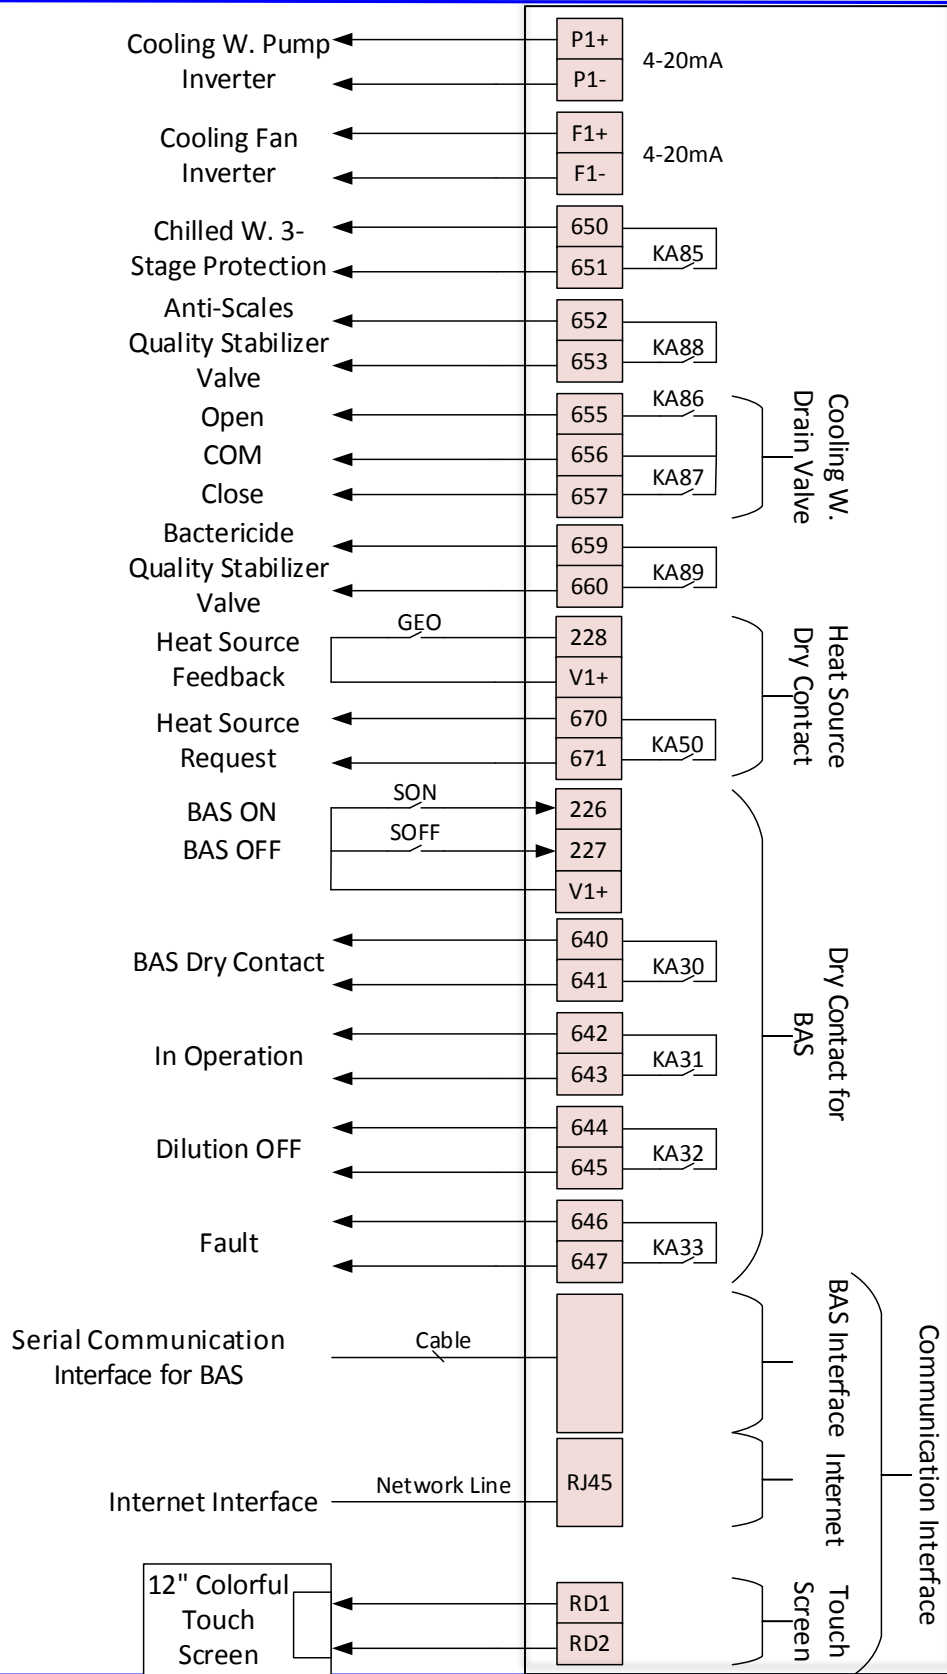 Cooling W. Pump
Inverter
P1+
P1-
4-20mA
Cooling Fan
Inverter
F1+
F1-
4-20mA
Chilled W. 3-
Stage Protection
650
651
KA85
Anti-Scales
Quality Stabilizer
Valve
652
653
KA88
Open
COM
Close
655
656
657
KA86
KA87
Cooling W.
Drain Valve
Bactericide
Quality Stabilizer
Valve
659
660
KA89
Heat Source
Feedback
GEO
228
V1+
Heat Source
Request
670
671
KA50
Heat Source
Dry Contact
BAS ON
BAS OFF
SON
SOFF
226
227
V1+
BAS Dry Contact
640
641
KA30
In Operation
642
643
KA31
Dilution OFF
644
645
KA32
Fault
646
647
KA33
Dry Contact for
BAS
Serial Communication
Interface for BAS
Cable
BAS Interface
Internet Interface
Network Line
RJ45
Internet
12" Colorful
Touch
Screen
RD1
RD2
Touch
Screen
Communication Interface